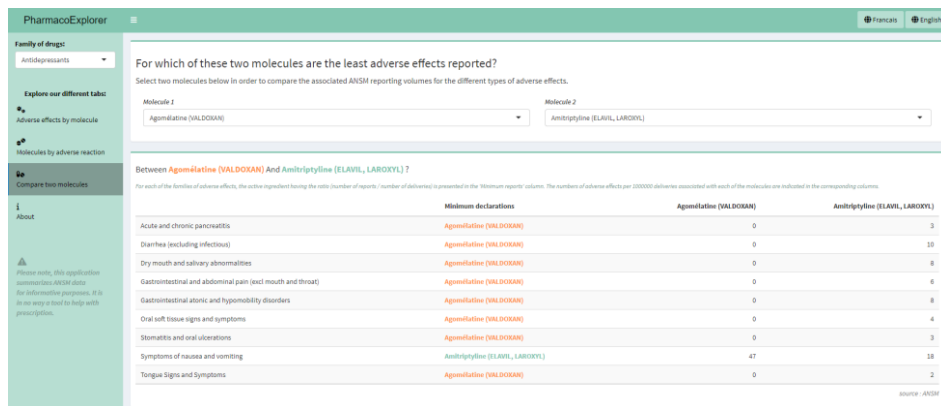 PharmacoExplorer
Francais
English
Family of drugs:
Antidepressants
Explore our different tabs:
Adverse effects by molecule
Molecules by adverse reaction
Compare two molecules
About
Please note, this application
summarizes ANSM data
for informative purposes. It is
in no way a tool to help with
prescription.
For which of these two molecules are the least adverse effects reported?
Select two molecules below in order to compare the associated ANSM reporting volumes for the different types of adverse effects.
Molecule 1
Molecule 2
Agomélatine (VALDOXAN)
Amitriptyline (ELAVIL, LAROXYL)
Between Agomélatine (VALDOXAN) And Amitriptyline (ELAVIL, LAROXYL) ?
For each of the families of adverse effects, the active ingredient having the ratio (number of reports / number of deliveries) is presented in the 'Minimum reports' column. The numbers of adverse effects per 1000000 deliveries associated with each of the molecules are indicated in the corresponding columns.
Minimum declarations Agomélatine (VALDOXAN) Amitriptyline (ELAVIL, LAROXYL)
Acute and chronic pancreatitis Agomélatine (VALDOXAN) 0 3
Diarrhea (excluding infectious) Agomélatine (VALDOXAN) 0 10
Dry mouth and salivary abnormalities Agomélatine (VALDOXAN) 0 8
Gastrointestinal and abdominal pain (excl mouth and throat) Agomélatine (VALDOXAN) 0 6
Gastrointestinal atonic and hypomobility disorders Agomélatine (VALDOXAN) 0 8
Oral soft tissue signs and symptoms Agomélatine (VALDOXAN) 0 4
Stomatitis and oral ulcerations Agomélatine (VALDOXAN) 0 3
Symptoms of nausea and vomiting Amitriptyline (ELAVIL, LAROXYL) 47 18
Tongue Signs and Symptoms Agomélatine (VALDOXAN) 0 2
source : ANSM